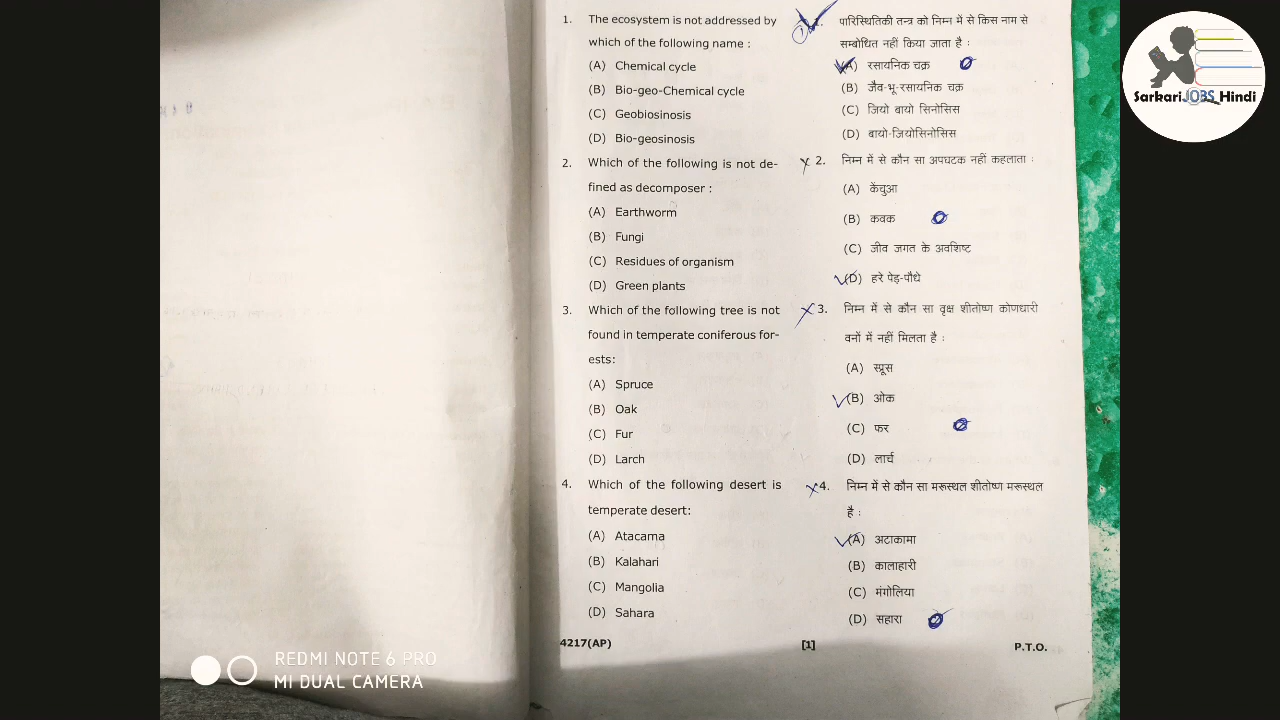 1. The ecosystem is not addressed by
which of the following name :
(A) Chemical cycle
(B) Bio-geo-Chemical cycle
(C) Geobiosinosis
(D) Bio-geosinosis
2. Which of the following is not de-
fined as decomposer :
(A) Earthworm
(B) Fungi
(C) Residues of organism
(D) Green plants
3. Which of the following tree is not
found in temperate coniferous for-
ests:
(A) Spruce
(B) Oak
(C) Fur
(D) Larch
4. Which of the following desert is
temperate desert:
(A) Atacama
(B) Kalahari
(C) Mangolia
(D) Sahara
1. पारिस्थितिकी तन्त्र को निम्न में से किस नाम से
सम्बोधित नहीं किया जाता है :
(A) रसायनिक चक्र
(B) जैव-भू-रसायनिक चक्र
(C) जियो बायो सिनोसिस
(D) बायो-जियोसिनोसिस
2. निम्न में से कौन सा अपघटक नहीं कहलाता :
(A) केंचुआ
(B) कवक
(C) जीव जगत के अवशिष्ट
(D) हरे पेड़-पौधे
3. निम्न में से कौन सा वृक्ष शीतोष्ण कोणधारी
वनों में नहीं मिलता है :
(A) स्प्रूस
(B) ओक
(C) फर
(D) लार्च
4. निम्न में से कौन सा मरूस्थल शीतोष्ण मरूस्थल
है :
(A) अटाकामा
(B) कालाहारी
(C) मंगोलिया
(D) सहारा
4217(AP) [1] P.T.O.
SarkariJOBS Hindi
REDMI NOTE 6 PRO
MI DUAL CAMERA